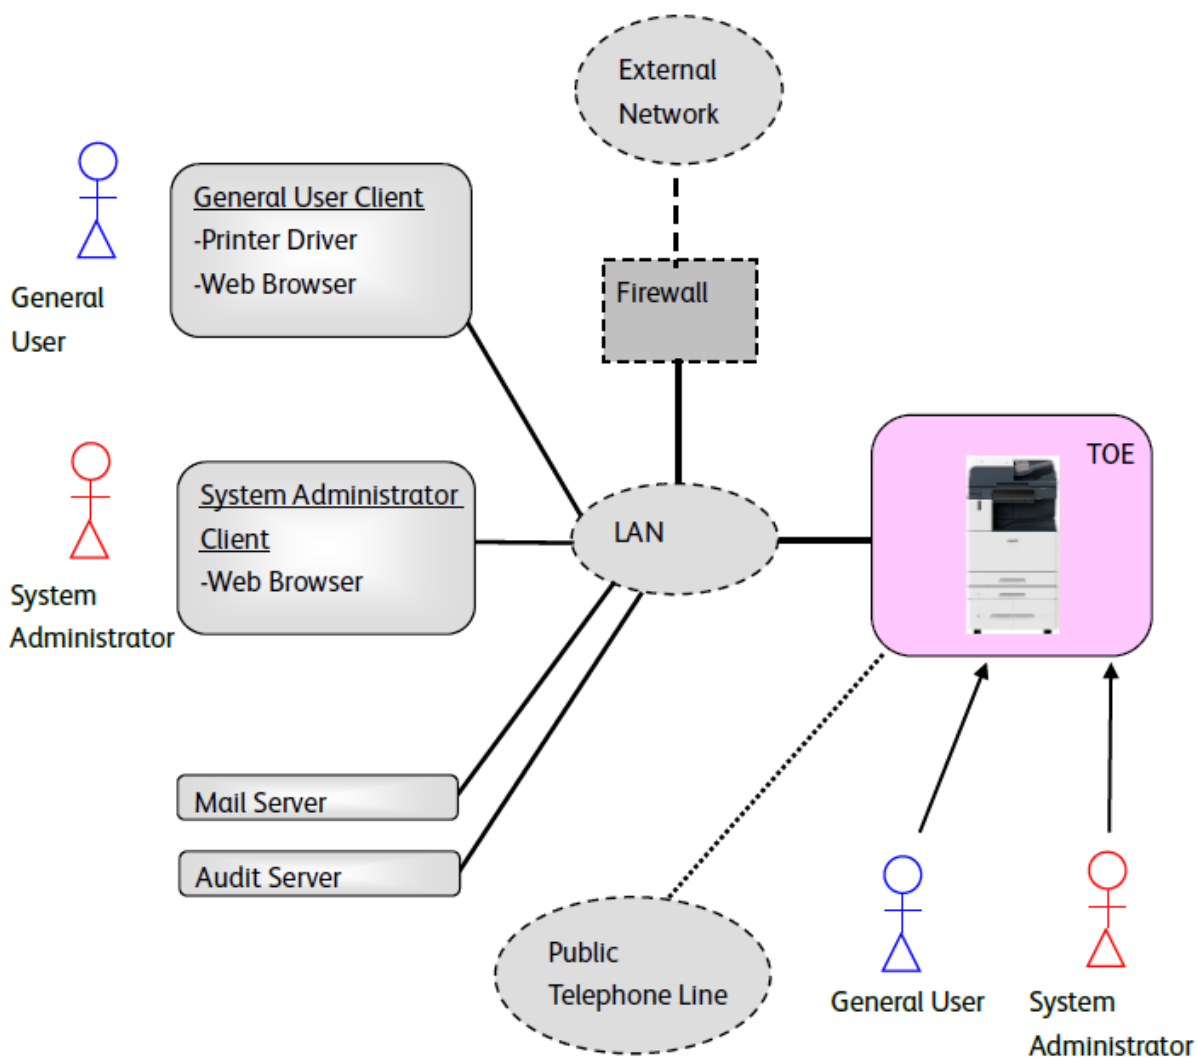 External
Network
General User Client
-Printer Driver
-Web Browser
General
User
Firewall
TOE
System Administrator
Client
-Web Browser
LAN
System
Administrator
Mail Server
Audit Server
Public
Telephone Line
General User
System
Administrator